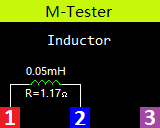 M-Tester
Inductor
0.05mH
R=1.17Ω
1 2 3